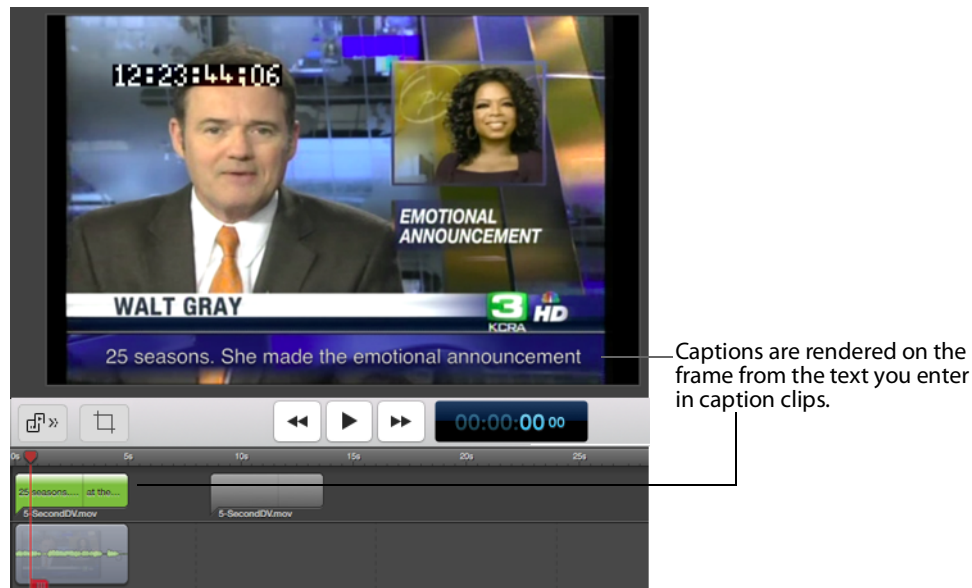 12:23:44:06
EMOTIONAL
ANNOUNCEMENT
WALT GRAY
3
HD
KCRA
25 seasons. She made the emotional announcement
Captions are rendered on the
frame from the text you enter
in caption clips.
00:00:00 00
0s 5s 10s 15s 20s 25s
25 seasons.... at the....
5-SecondDV.mov 5-SecondDV.mov